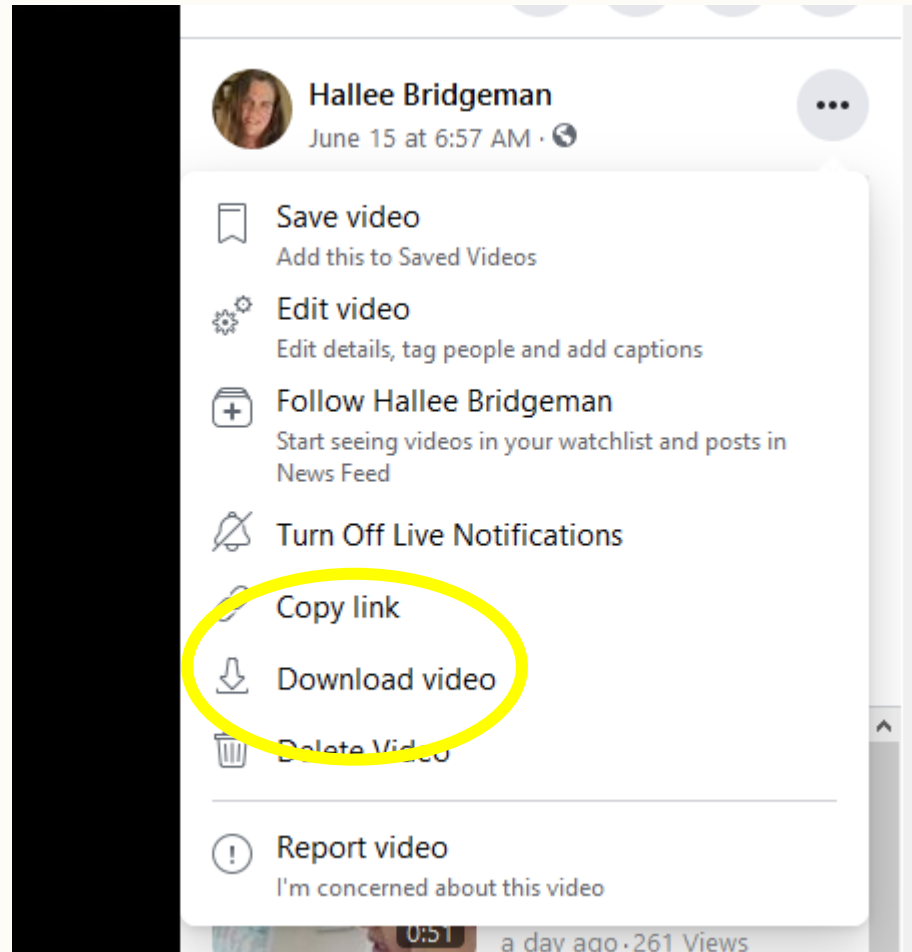 Hallee Bridgeman
June 15 at 6:57 AM ·
Save video
Add this to Saved Videos
Edit video
Edit details, tag people and add captions
Follow Hallee Bridgeman
Start seeing videos in your watchlist and posts in
News Feed
Turn Off Live Notifications
Copy link
Download video
Delete Video
Report video
I'm concerned about this video
0:51
a day ago · 261 Views